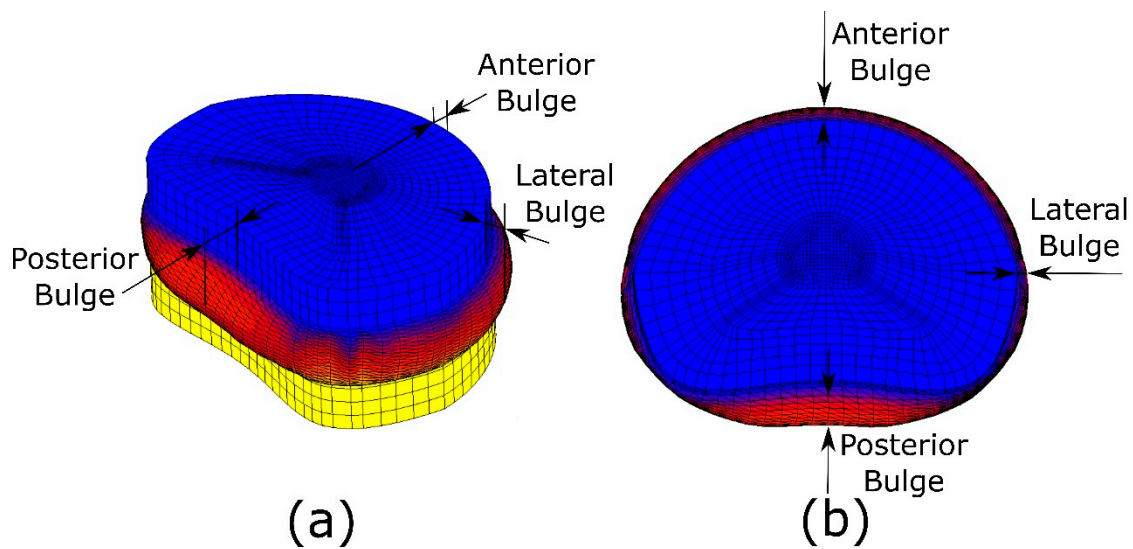 Anterior
Bulge
Lateral
Bulge
Posterior
Bulge
(a)
Anterior
Bulge
Lateral
Bulge
Posterior
Bulge
(b)